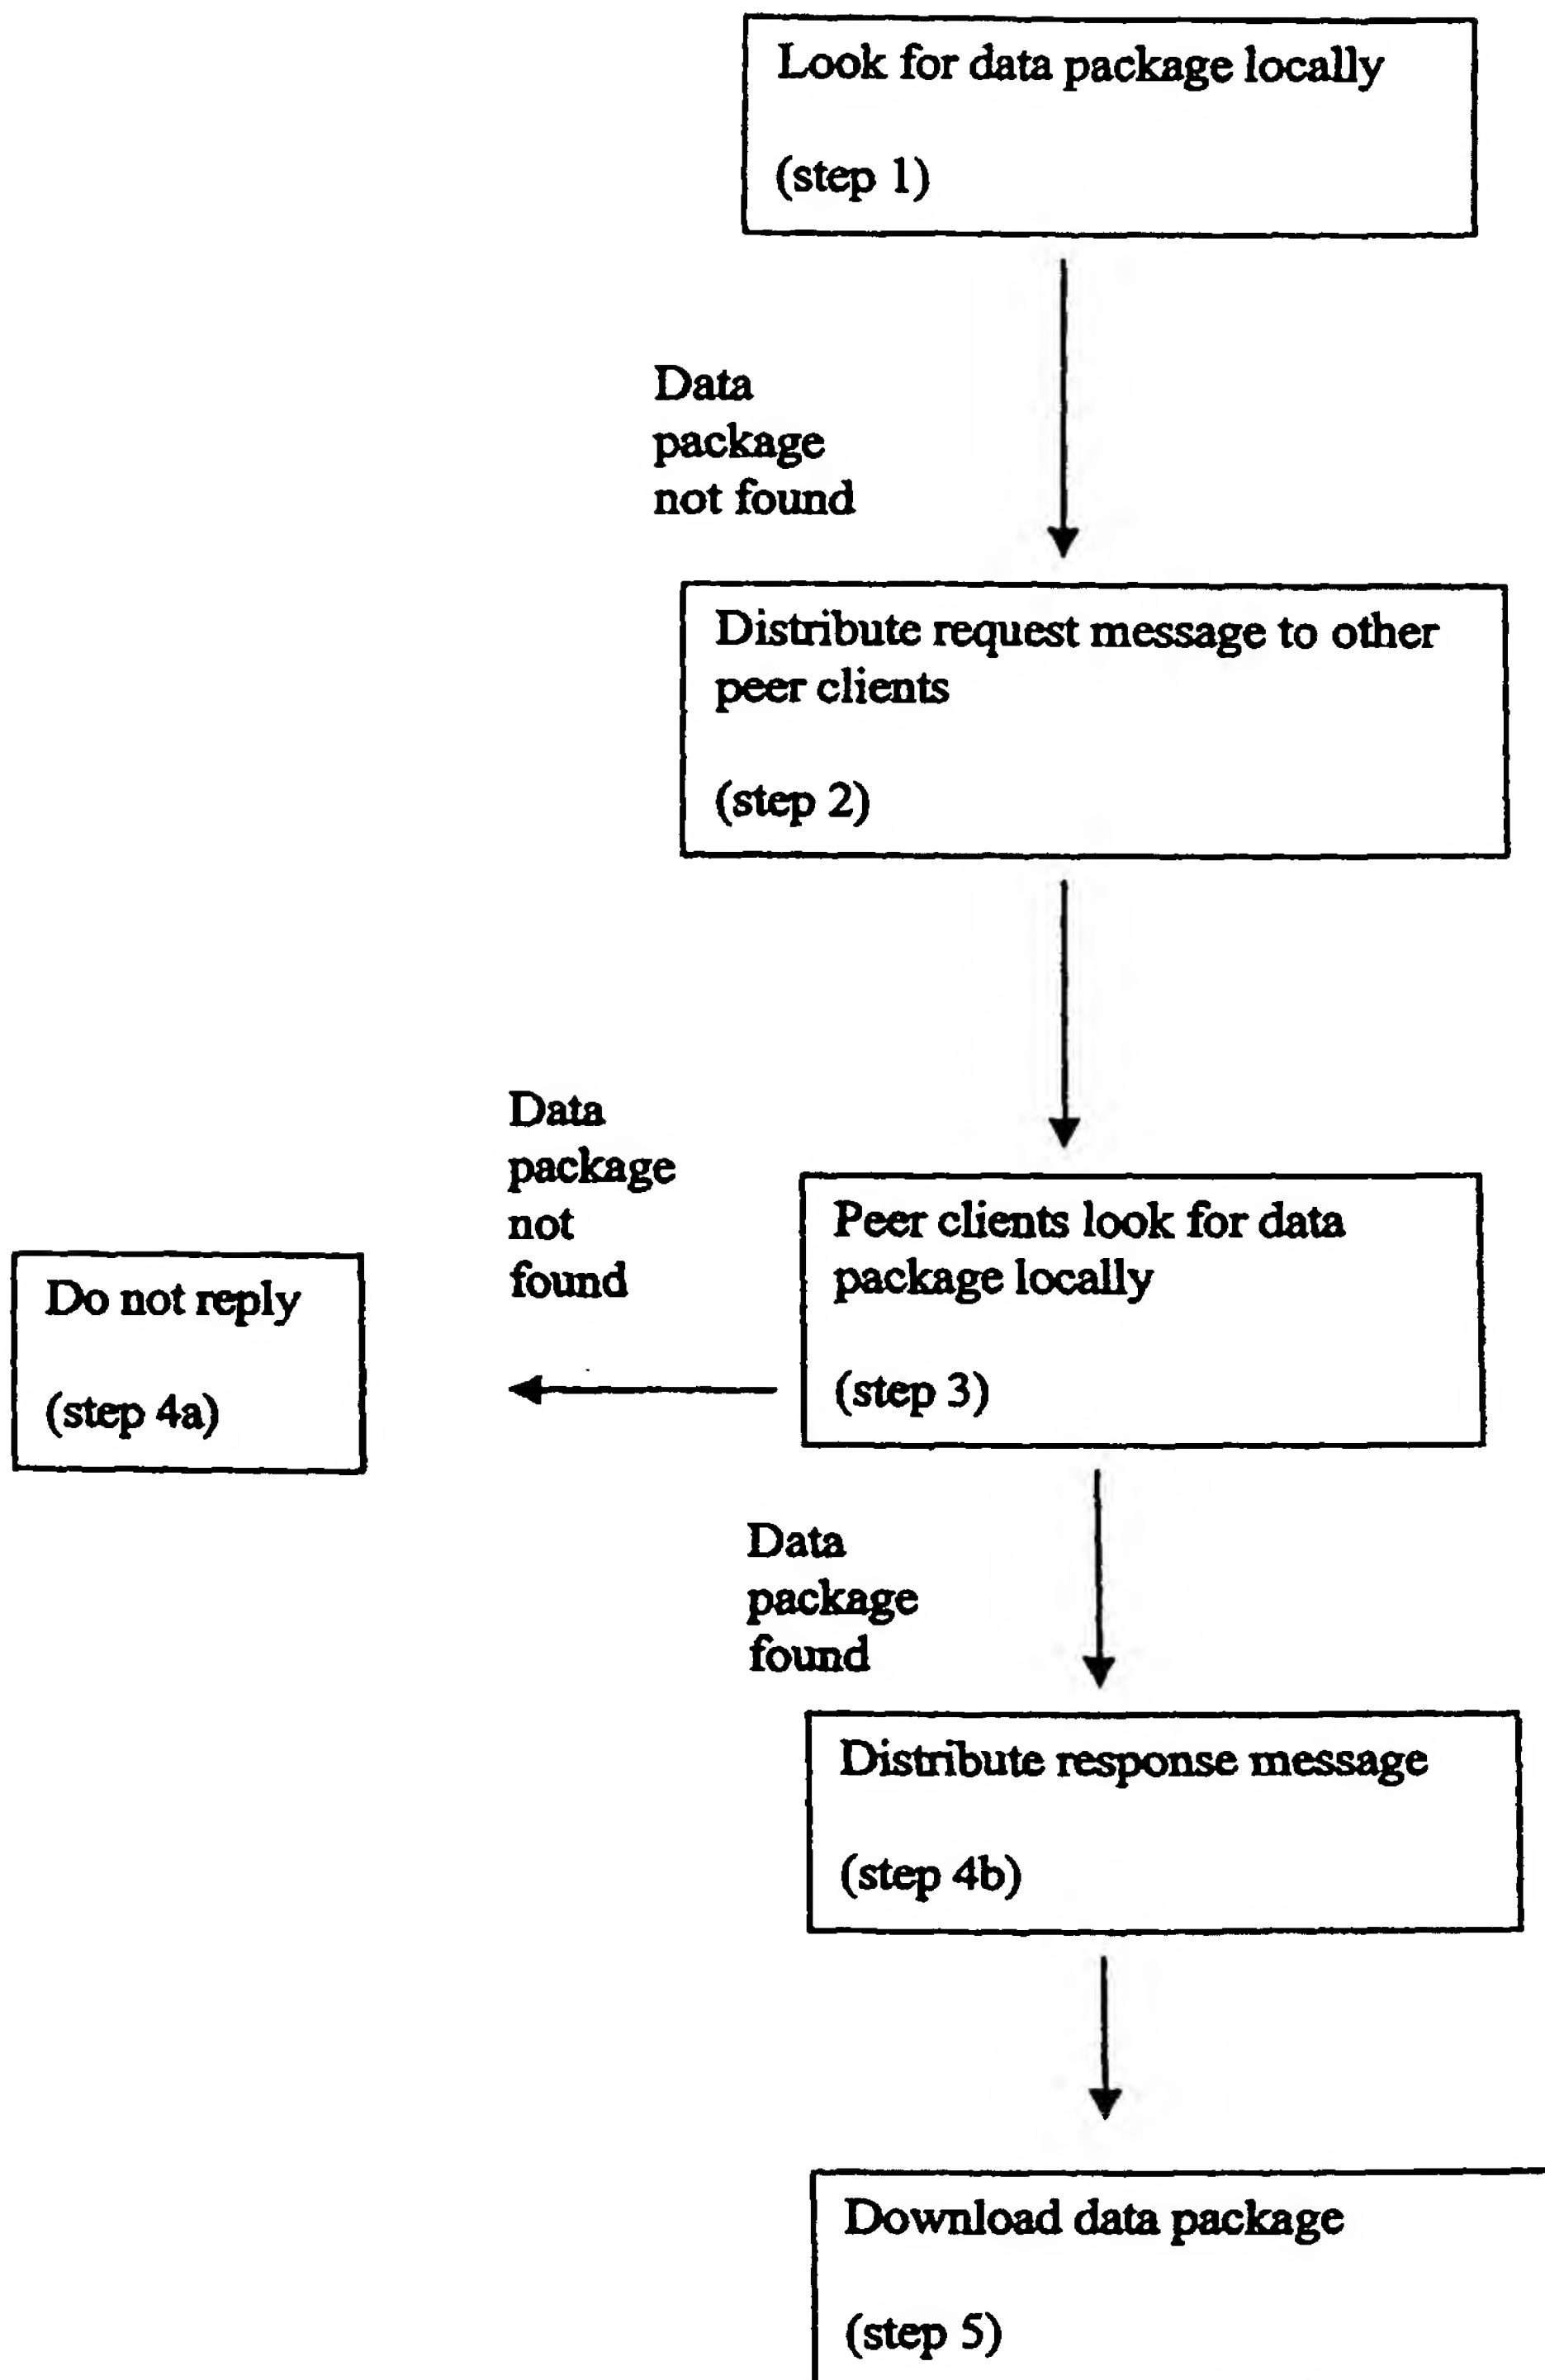 Look for data package locally
(step 1)
Data
package
not found
Distribute request message to other
peer clients
(step 2)
Data
package
not
found
Peer clients look for data
package locally
(step 3)
Do not reply
(step 4a)
Data
package
found
Distribute response message
(step 4b)
Download data package
(step 5)